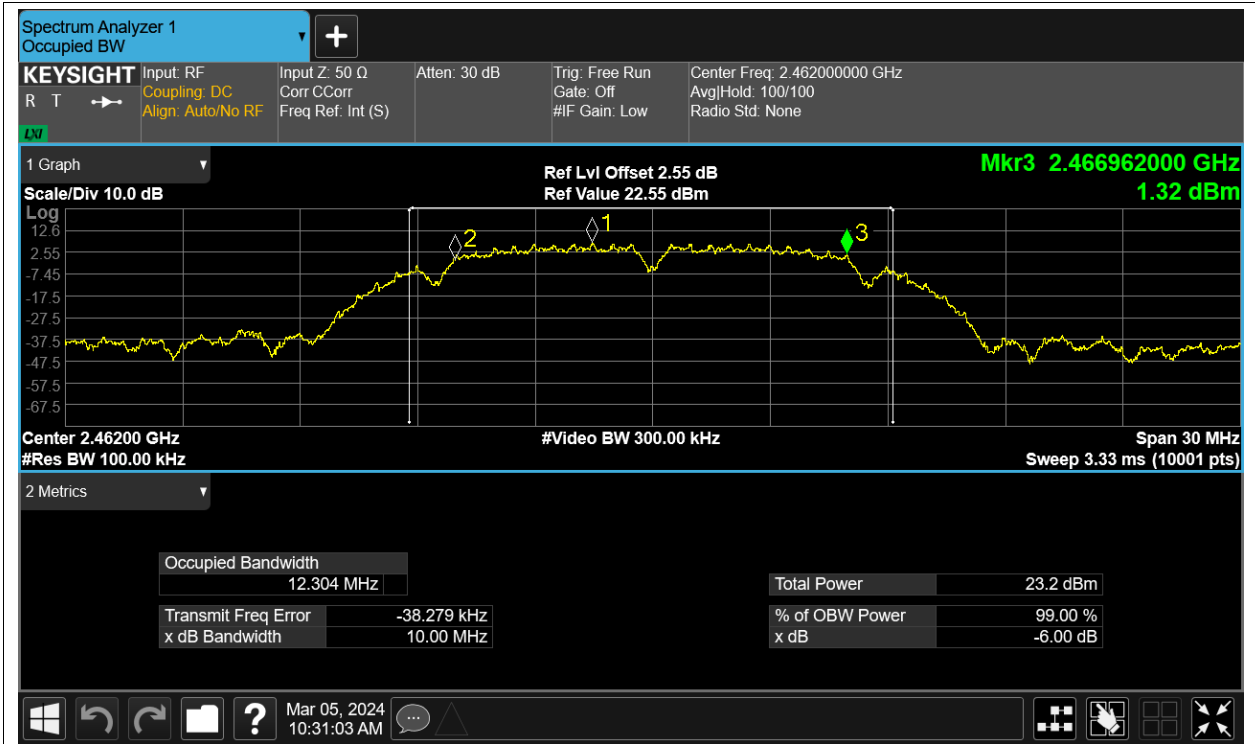 Spectrum Analyzer 1
Occupied BW
KEYSIGHT
R T
LXI
Input: RF
Coupling: DC
Align: Auto/No RF
Input Z: 50 Ω
Corr CCorr
Freq Ref: Int (S)
Atten: 30 dB
Trig: Free Run
Gate: Off
#IF Gain: Low
Center Freq: 2.462000000 GHz
Avg|Hold: 100/100
Radio Std: None
1 Graph
Scale/Div 10.0 dB
Ref Lvl Offset 2.55 dB
Ref Value 22.55 dBm
Mkr3 2.466962000 GHz
1.32 dBm
Log
12.6
2.55
-7.45
-17.5
-27.5
-37.5
-47.5
-57.5
-67.5
2
1
3
Center 2.46200 GHz
#Res BW 100.00 kHz
#Video BW 300.00 kHz
Span 30 MHz
Sweep 3.33 ms (10001 pts)
2 Metrics
Occupied Bandwidth
12.304 MHz
Transmit Freq Error -38.279 kHz
x dB Bandwidth 10.00 MHz
Total Power 23.2 dBm
% of OBW Power 99.00 %
x dB -6.00 dB
?
Mar 05, 2024
10:31:03 AM